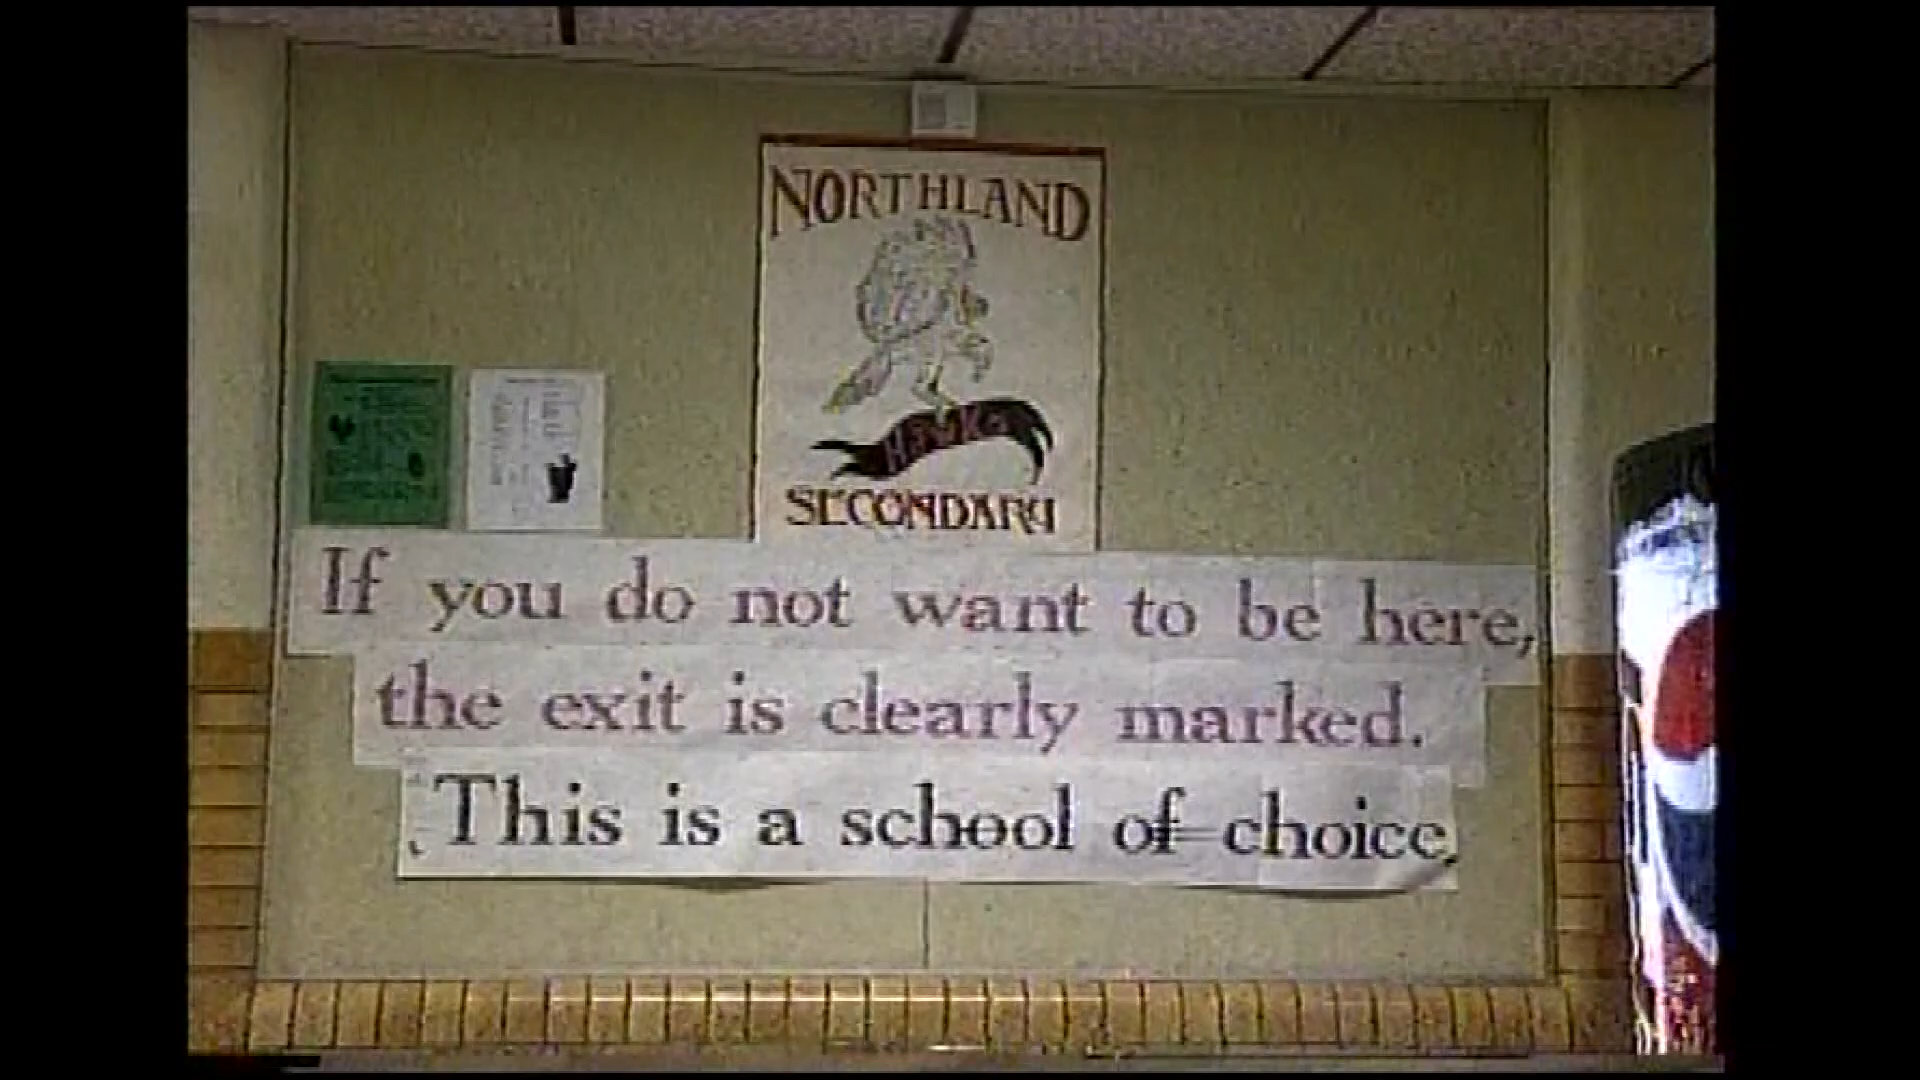 NORTHLAND
HAWKS
SECONDARY
If you do not want to be here,
the exit is clearly marked.
This is a school of choice.